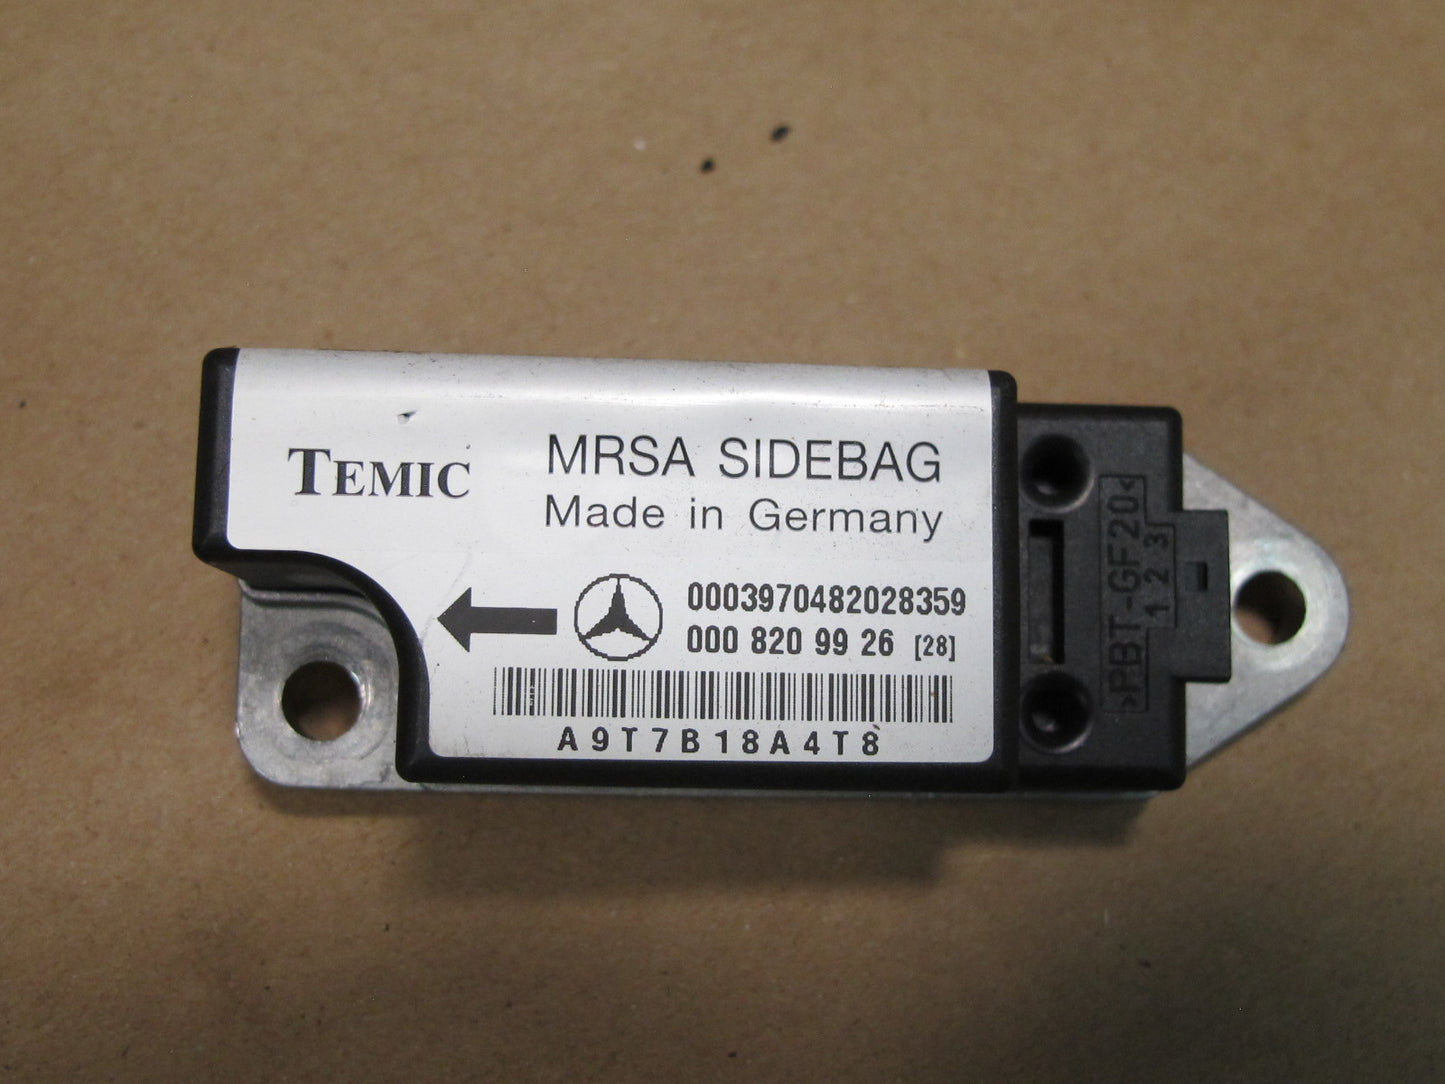 TEMIC
MRSA SIDEBAG
Made in Germany
0003970482028359
000 820 99 26 [28]
A9T7B18A4T8
>PBT-GF20<
1 2 3